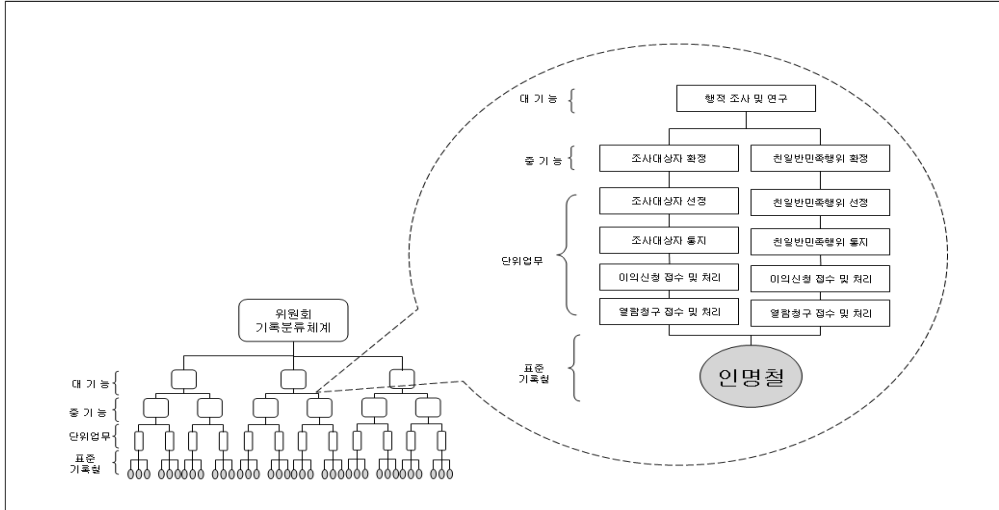 대 기 능
행적 조사 및 연구
중 기 능
조사대상자 확정
친일반민족행위 확정
조사대상자 선정
친일반민족행위 선정
조사대상자 통지
친일반민족행위 통지
단위업무
이의신청 접수 및 처리
이의신청 접수 및 처리
열람청구 접수 및 처리
열람청구 접수 및 처리
표준
기록철
인명철
위원회
기록분류체계
대 기 능
중 기 능
단위업무
표준
기록철